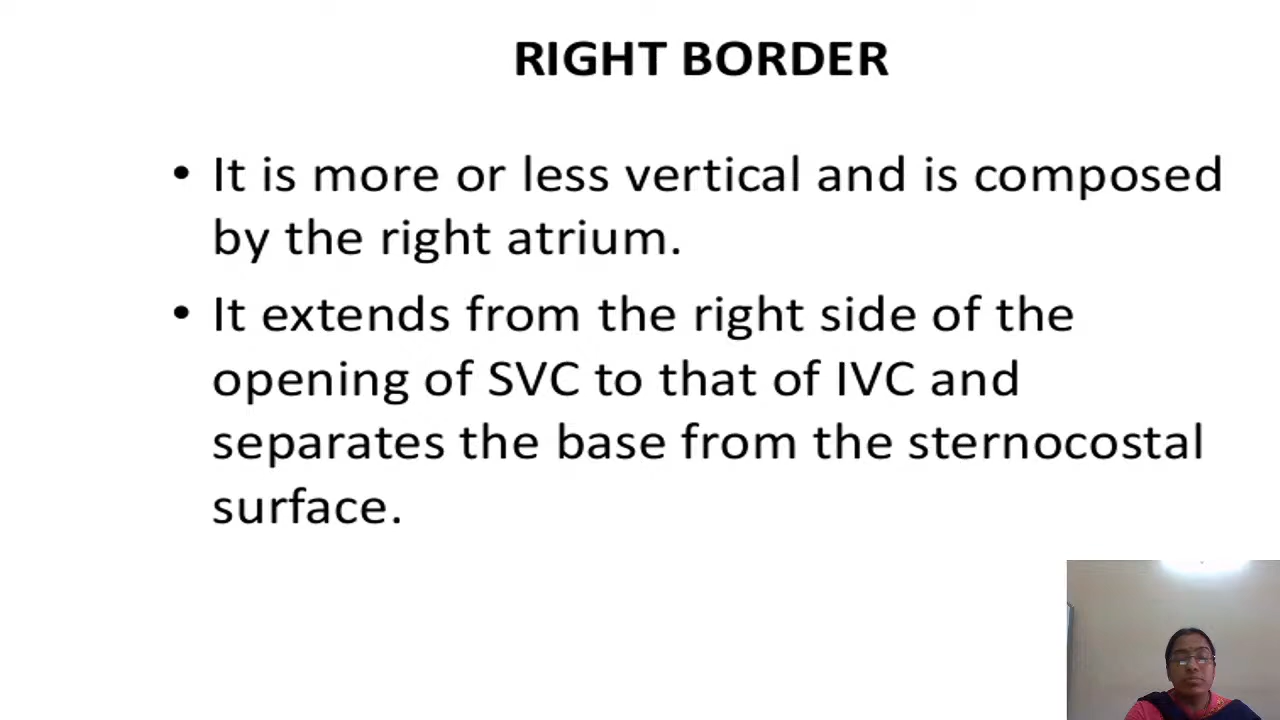 RIGHT BORDER
• It is more or less vertical and is composed
by the right atrium.
• It extends from the right side of the
opening of SVC to that of IVC and
separates the base from the sternocostal
surface.